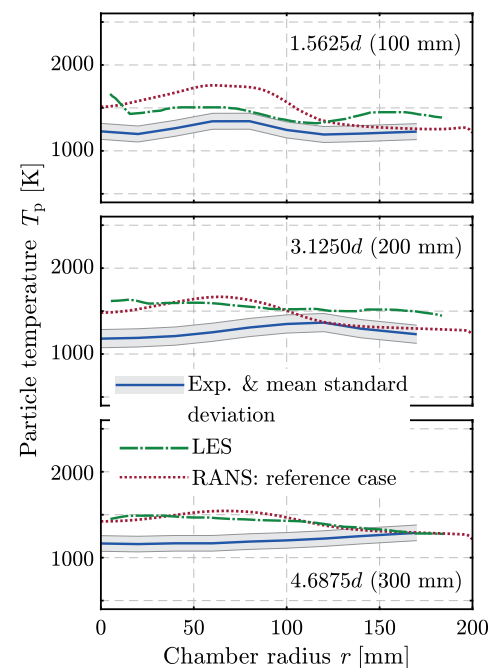 1.5625d (100 mm)
2000
1000
3.1250d (200 mm)
2000
1000
Particle temperature Tp [K]
Exp. & mean standard
deviation
LES
RANS: reference case
2000
1000
4.6875d (300 mm)
0 50 100 150 200
Chamber radius r [mm]